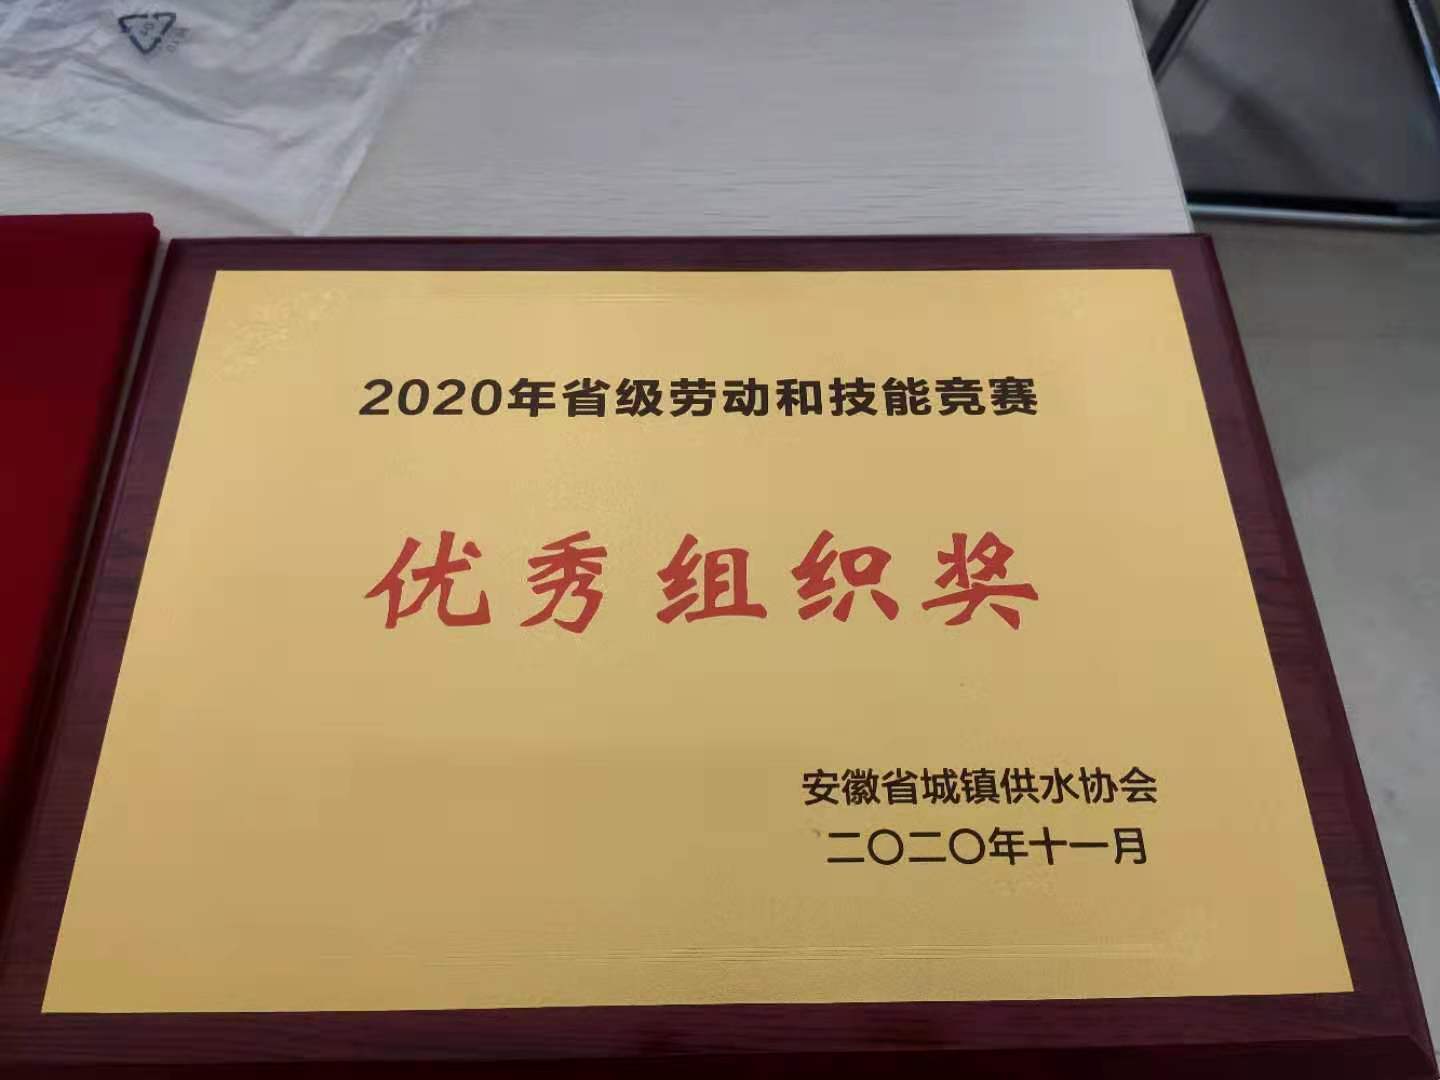 2020年省级劳动和技能竞赛
优秀组织奖
安徽省城镇供水协会
二〇二〇年十一月